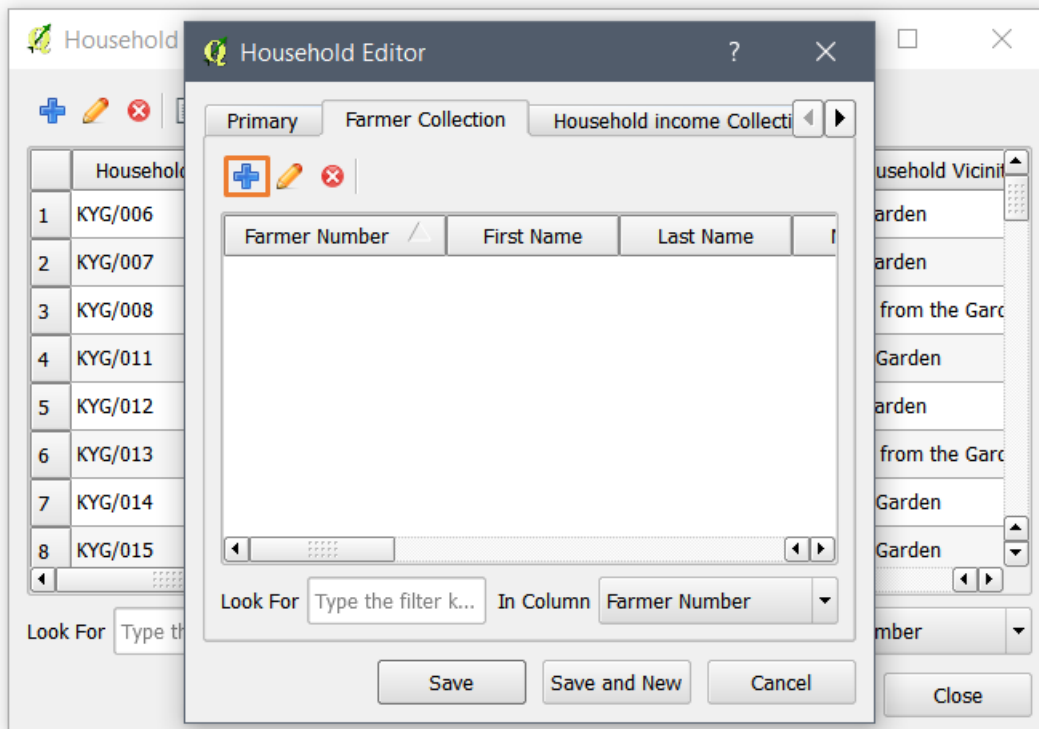 Household
Household Editor
?
Primary
Farmer Collection
Household income Collecti
Household
usehold Vicinit
Farmer Number
First Name
Last Name
1 KYG/006
arden
2 KYG/007
arden
3 KYG/008
from the Gard
4 KYG/011
Garden
5 KYG/012
arden
6 KYG/013
from the Gard
7 KYG/014
Garden
8 KYG/015
Garden
Look For Type the filter k... In Column Farmer Number
Look For Type th
mber
Save Save and New Cancel
Close